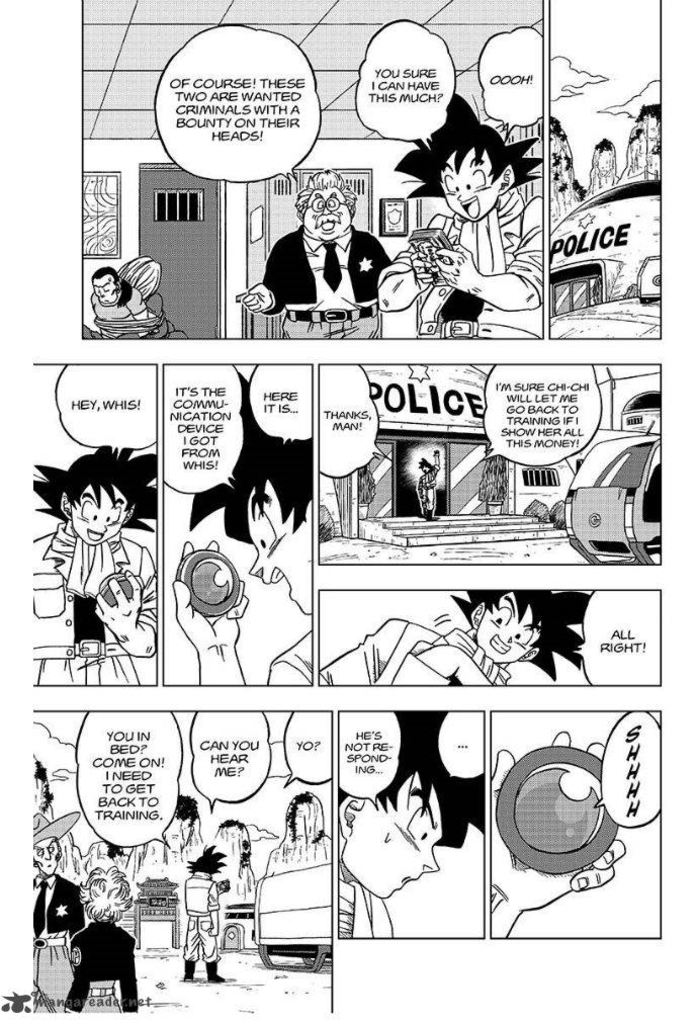 OOOH!
YOU SURE
I CAN HAVE
THIS MUCH?
OF COURSE! THESE
TWO ARE WANTED
CRIMINALS WITH A
BOUNTY ON THEIR
HEADS!
POLICE
I'M SURE CHI-CHI
WILL LET ME
GO BACK TO
TRAINING IF I
SHOW HER ALL
THIS MONEY!
POLICE
THANKS,
MAN!
ALL
RIGHT!
HERE
IT IS...
IT'S THE
COMMU-
NICATION
DEVICE
I GOT
FROM
WHIS!
HEY, WHIS!
SHHHH
...
HE'S
NOT RE-
SPOND-
ING...
YO?
CAN YOU
HEAR
ME?
YOU IN
BED?
COME ON!
I NEED
TO GET
BACK TO
TRAINING.
mangareader.net